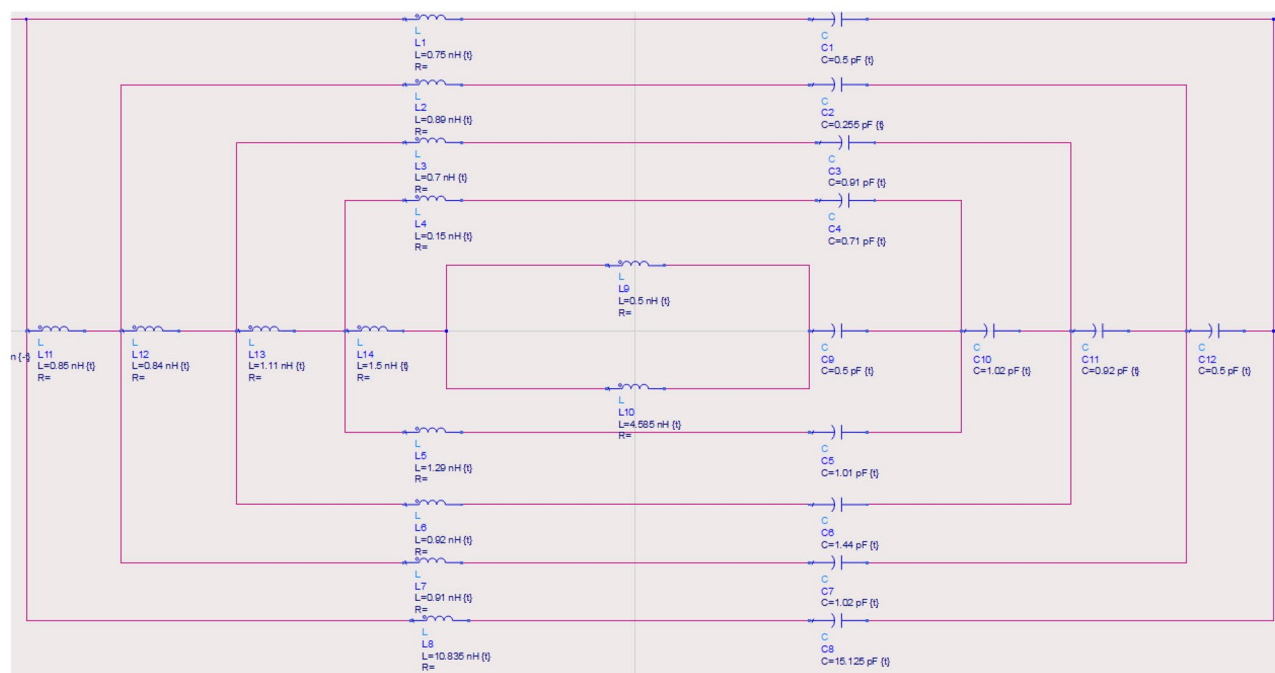 L
L1
L=0.75 nH {t}
R=
C
C1
C=0.5 pF {t}
L
L2
L=0.89 nH {t}
R=
C
C2
C=0.255 pF {t}
L
L3
L=0.7 nH {t}
R=
C
C3
C=0.91 pF {t}
L
L4
L=0.15 nH {t}
R=
C
C4
C=0.71 pF {t}
L
L9
L=0.5 nH {t}
R=
n {-t}
L
L11
L=0.85 nH {t}
R=
L
L12
L=0.84 nH {t}
R=
L
L13
L=1.11 nH {t}
R=
L
L14
L=1.5 nH {t}
R=
C
C9
C=0.5 pF {t}
C
C10
C=1.02 pF {t}
C
C11
C=0.92 pF {t}
C
C12
C=0.5 pF {t}
L
L10
L=4.585 nH {t}
R=
L
L5
L=1.29 nH {t}
R=
C
C5
C=1.01 pF {t}
L
L6
L=0.92 nH {t}
R=
C
C6
C=1.44 pF {t}
L
L7
L=0.91 nH {t}
R=
C
C7
C=1.02 pF {t}
L
L8
L=10.835 nH {t}
R=
C
C8
C=15.125 pF {t}